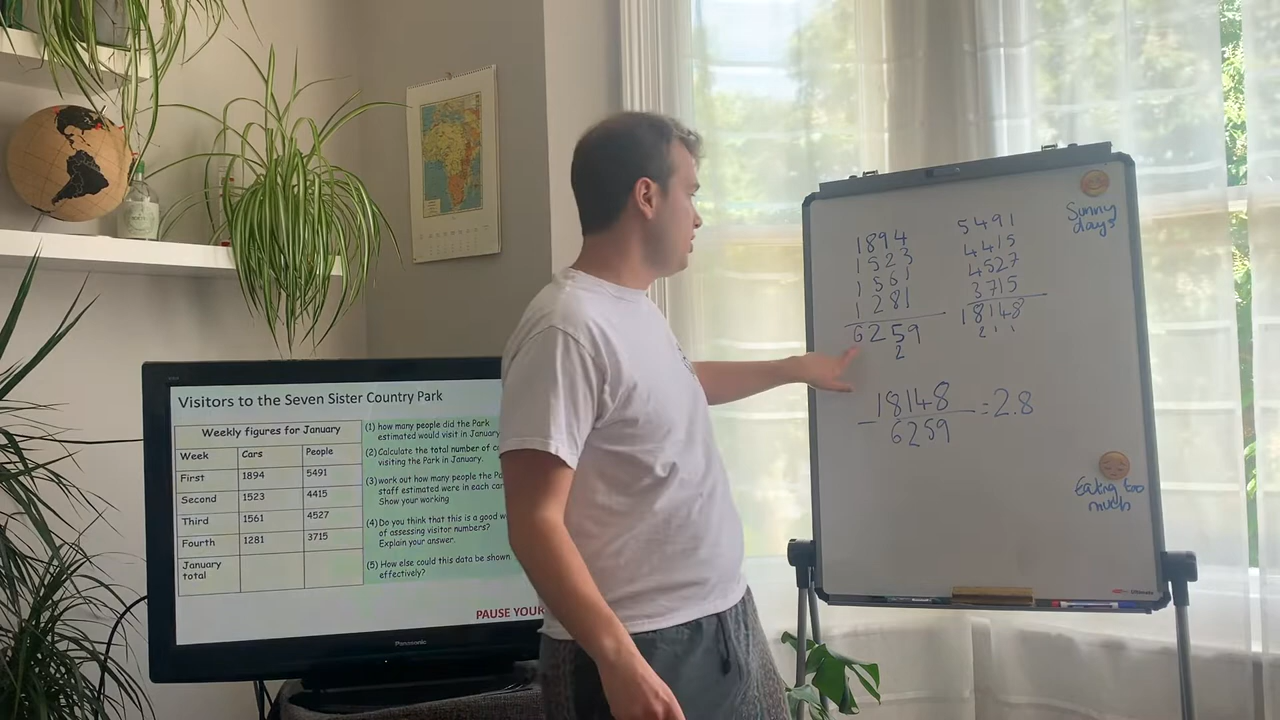 Visitors to the Seven Sister Country Park
Weekly figures for January
Week Cars People
First 1894 5491
Second 1523 4415
Third 1561 4527
Fourth 1281 3715
January
total
(1) how many people did the Park
estimated would visit in January
(2) Calculate the total number of
visiting the Park in January.
(3) work out how many people the
staff estimated were in each car
Show your working
(4) Do you think that this is a good
of assessing visitor numbers?
Explain your answer.
(5) How else could this data be shown
effectively?
PAUSE YOUR
Panasonic
1894
1523
1561
1281
6259
2
5491
4415
4527
3715
18148
2 1 1
18148
6259
=2.8
Sunny
days
Eating too
much